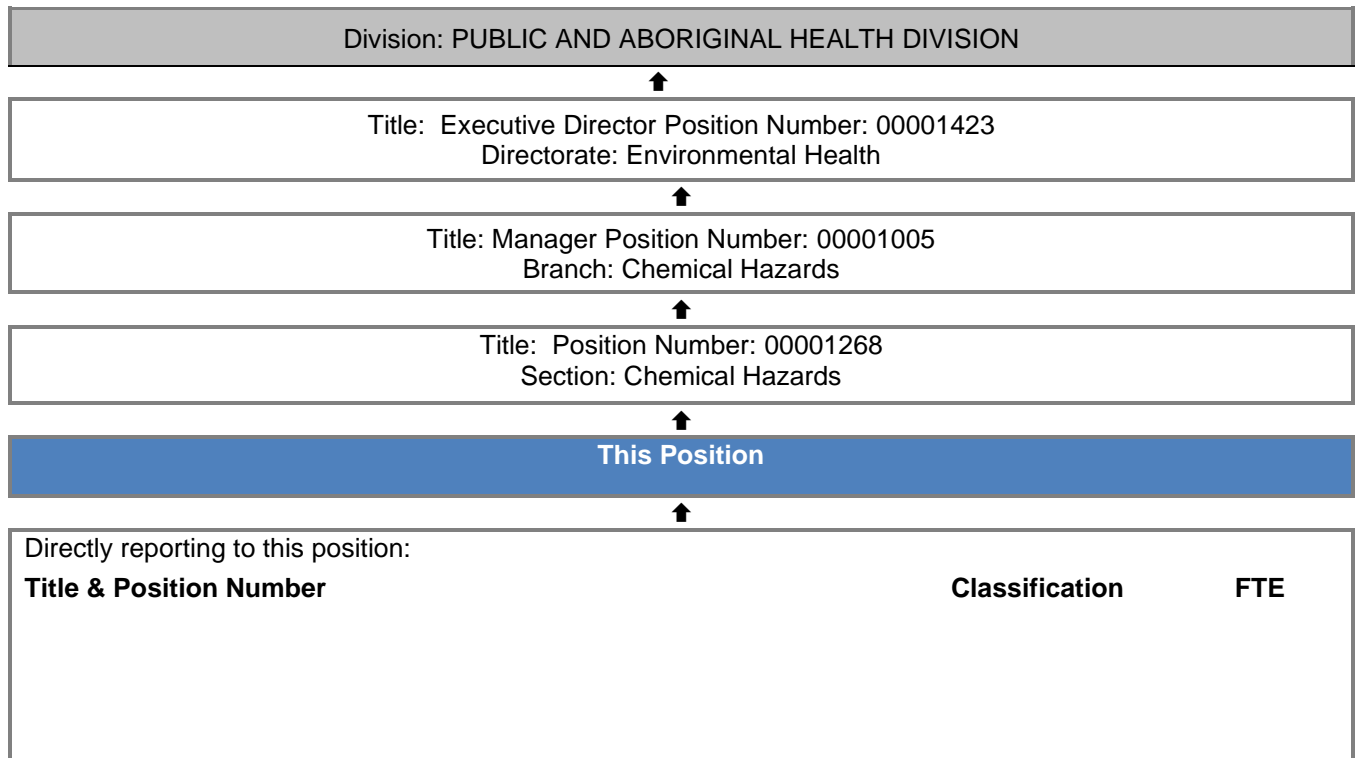 Division: PUBLIC AND ABORIGINAL HEALTH DIVISION
Title: Executive Director Position Number: 00001423
Directorate: Environmental Health
Title: Manager Position Number: 00001005
Branch: Chemical Hazards
Title: Position Number: 00001268
Section: Chemical Hazards
This Position
Directly reporting to this position:
Title & Position Number Classification FTE